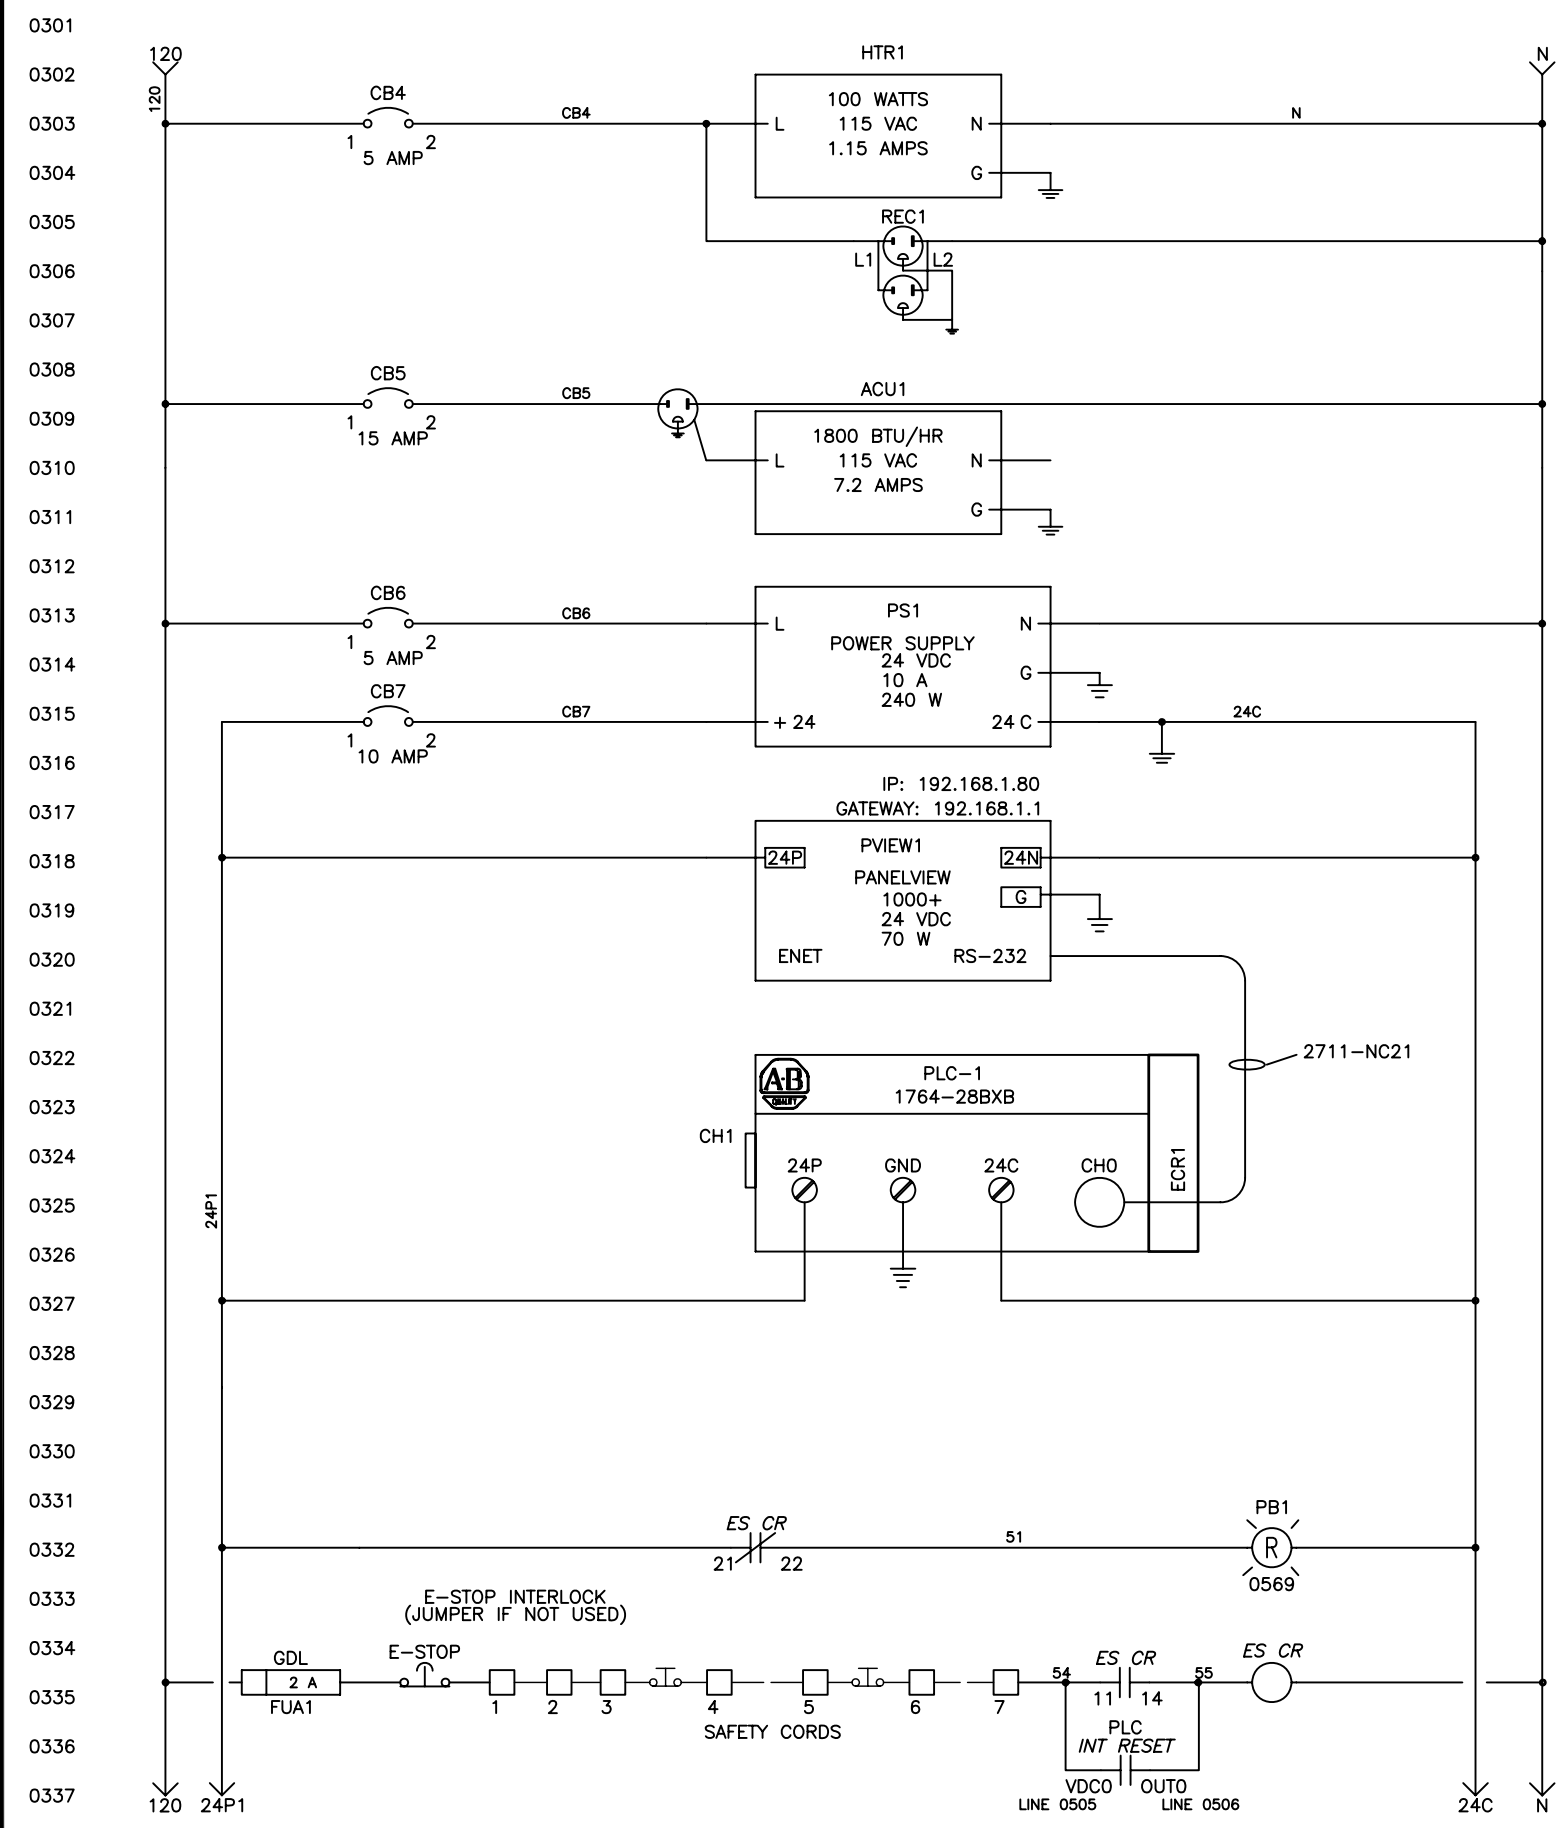 0301
120
HTR1
N
0302
120
CB4
100 WATTS
CB4
N
0303
L
115 VAC
N
1
2
5 AMP
1.15 AMPS
0304
G
0305
REC1
0306
L1
L2
0307
0308
CB5
CB5
ACU1
0309
1
2
15 AMP
1800 BTU/HR
0310
L
115 VAC
N
7.2 AMPS
0311
G
0312
CB6
CB6
PS1
0313
L
N
1
2
5 AMP
POWER SUPPLY
24 VDC
0314
10 A
G
CB7
240 W
0315
CB7
+ 24
24 C
24C
1
2
10 AMP
0316
IP: 192.168.1.80
0317
GATEWAY: 192.168.1.1
PVIEW1
0318
24P
24N
PANELVIEW
1000+
G
0319
24 VDC
70 W
0320
ENET
RS-232
0321
0322
2711-NC21
A-B
QUALITY
PLC-1
1764-28BXB
0323
CH1
0324
24P
GND
24C
CH0
ECR1
0325
24P1
0326
0327
0328
0329
0330
0331
PB1
ES CR
51
0332
R
21
22
0569
0333
E-STOP INTERLOCK
(JUMPER IF NOT USED)
0334
GDL
E-STOP
ES CR
ES CR
54
55
2 A
0335
FUA1
1
2
3
4
5
6
7
11
14
SAFETY CORDS
PLC
0336
INT RESET
VDC0
OUT0
0337
120
24P1
LINE 0505
LINE 0506
24C
N